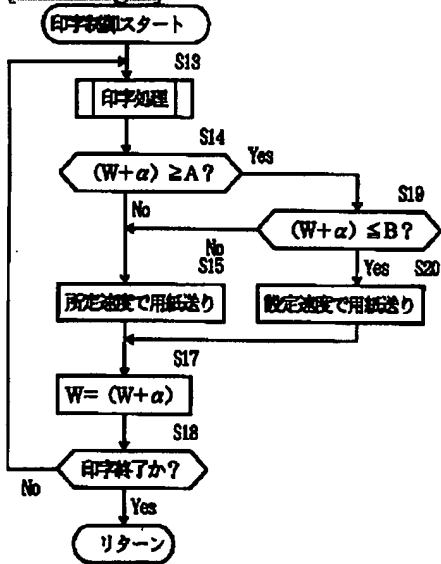 印字制御スタート
S13
印字処理
S14
(W+α) ≧A?
Yes
No
S19
(W+α) ≦B?
No
Yes
S15
所定速度で用紙送り
S20
設定速度で用紙送り
S17
W= (W+α)
S18
印字終了か?
No
Yes
リターン